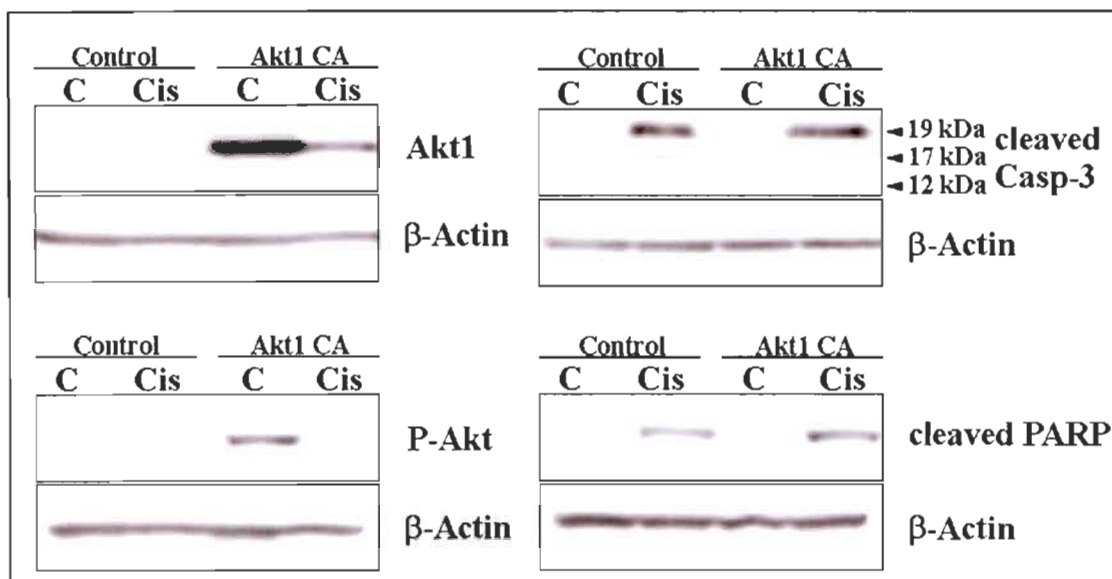 Control Akt1 CA
C Cis C Cis
Akt1
β-Actin
Control Akt1 CA
C Cis C Cis
19 kDa
17 kDa
12 kDa
cleaved
Casp-3
β-Actin
Control Akt1 CA
C Cis C Cis
P-Akt
β-Actin
Control Akt1 CA
C Cis C Cis
cleaved PARP
β-Actin